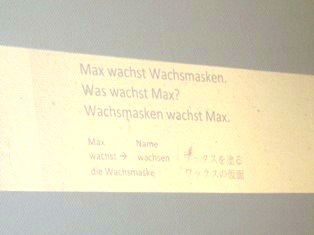 Max wachst Wachsmasken.
Was wachst Max?
Wachsmasken wachst Max.
Max Name
wachst → wachsen ワックスを塗る
die Wachsmaske ワックスの仮面